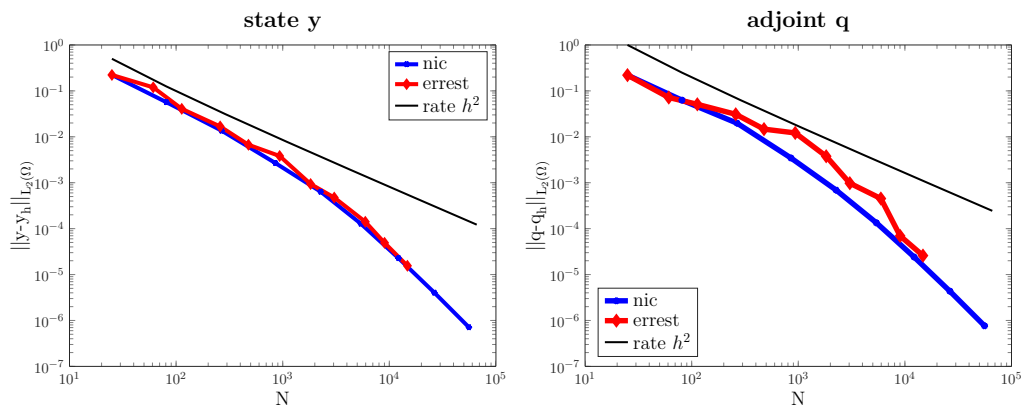 state y
10^0
10^-1
10^-2
10^-3
10^-4
10^-5
10^-6
10^-7
||y-y_h||_{L_2(Ω)}
nic
errest
rate h^2
10^1
10^2
10^3
10^4
10^5
N
adjoint q
10^0
10^-1
10^-2
10^-3
10^-4
10^-5
10^-6
10^-7
||q-q_h||_{L_2(Ω)}
nic
errest
rate h^2
10^1
10^2
10^3
10^4
10^5
N